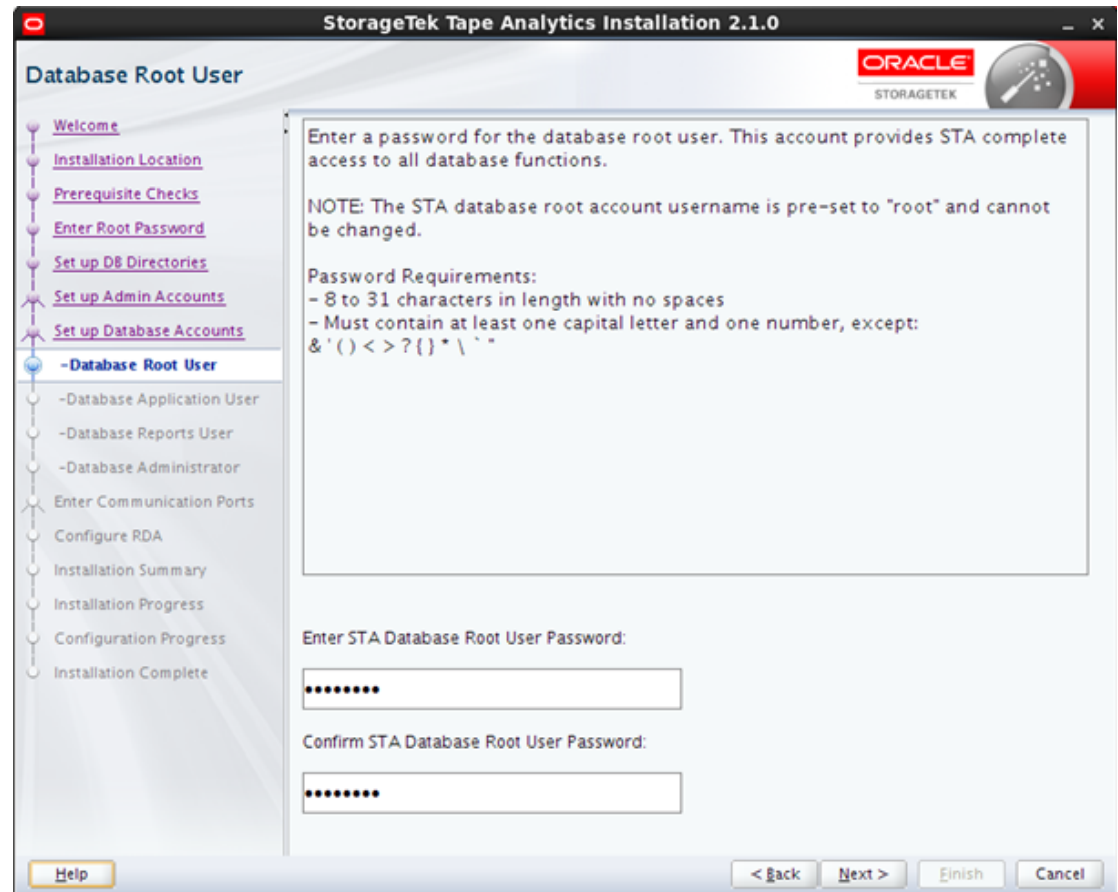 StorageTek Tape Analytics Installation 2.1.0
Database Root User
ORACLE
STORAGETEK
Welcome
Installation Location
Prerequisite Checks
Enter Root Password
Set up DB Directories
Set up Admin Accounts
Set up Database Accounts
-Database Root User
-Database Application User
-Database Reports User
-Database Administrator
Enter Communication Ports
Configure RDA
Installation Summary
Installation Progress
Configuration Progress
Installation Complete
Enter a password for the database root user. This account provides STA complete
access to all database functions.
NOTE: The STA database root account username is pre-set to "root" and cannot
be changed.
Password Requirements:
- 8 to 31 characters in length with no spaces
- Must contain at least one capital letter and one number, except:
& ' ( ) < > ? { } * \ ` "
Enter STA Database Root User Password:
••••••••
Confirm STA Database Root User Password:
••••••••
Help
< Back
Next >
Finish
Cancel